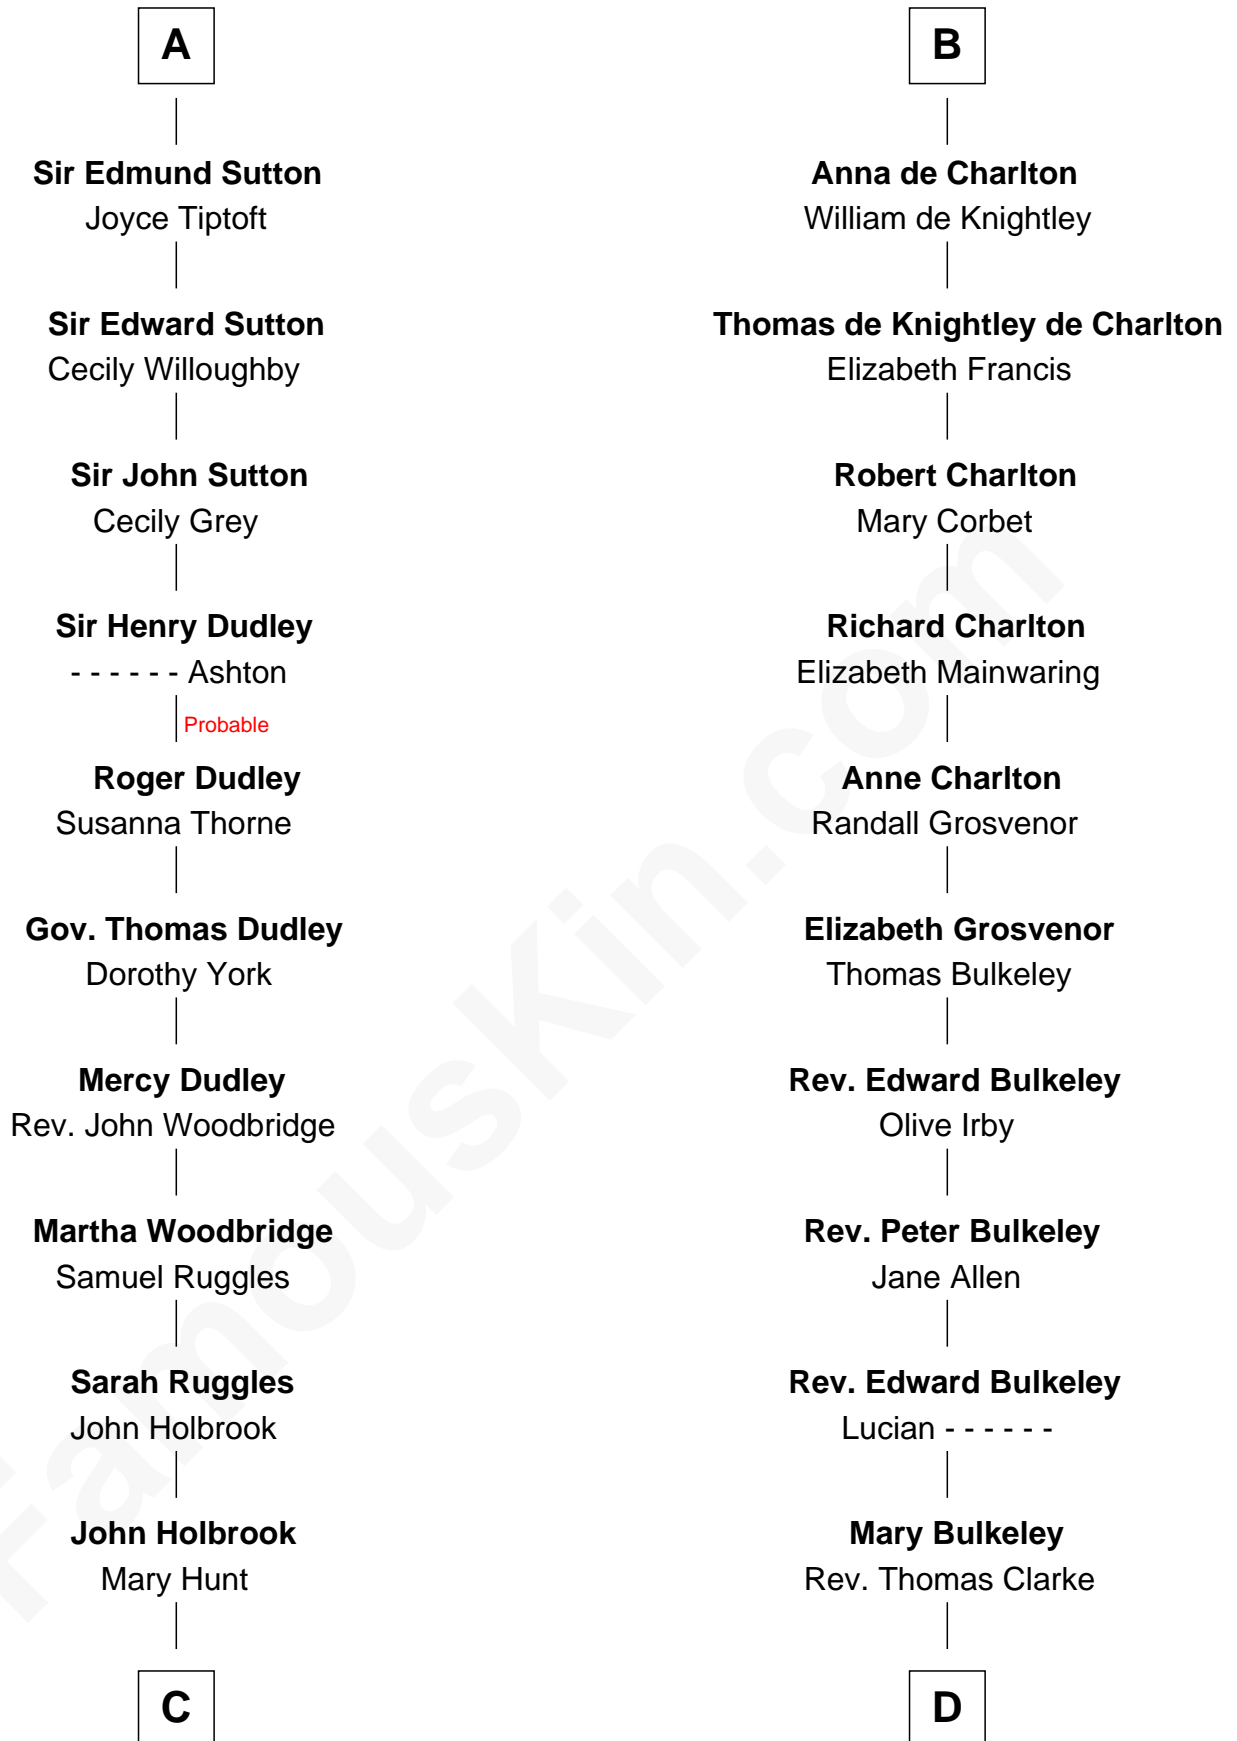 A
Sir Edmund Sutton
Joyce Tiptoft
Sir Edward Sutton
Cecily Willoughby
Sir John Sutton
Cecily Grey
Sir Henry Dudley
- - - - - - Ashton
Probable
Roger Dudley
Susanna Thorne
Gov. Thomas Dudley
Dorothy York
Mercy Dudley
Rev. John Woodbridge
Martha Woodbridge
Samuel Ruggles
Sarah Ruggles
John Holbrook
John Holbrook
Mary Hunt
C
B
Anna de Charlton
William de Knightley
Thomas de Knightley de Charlton
Elizabeth Francis
Robert Charlton
Mary Corbet
Richard Charlton
Elizabeth Mainwaring
Anne Charlton
Randall Grosvenor
Elizabeth Grosvenor
Thomas Bulkeley
Rev. Edward Bulkeley
Olive Irby
Rev. Peter Bulkeley
Jane Allen
Rev. Edward Bulkeley
Lucian - - - - - -
Mary Bulkeley
Rev. Thomas Clarke
D
FamousKin.com